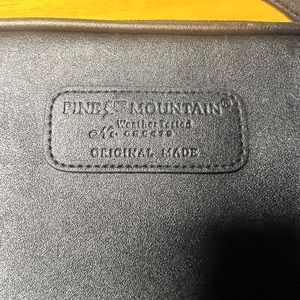 PINE MOUNTAIN®
Weather Tested
No.
ORIGINAL MADE